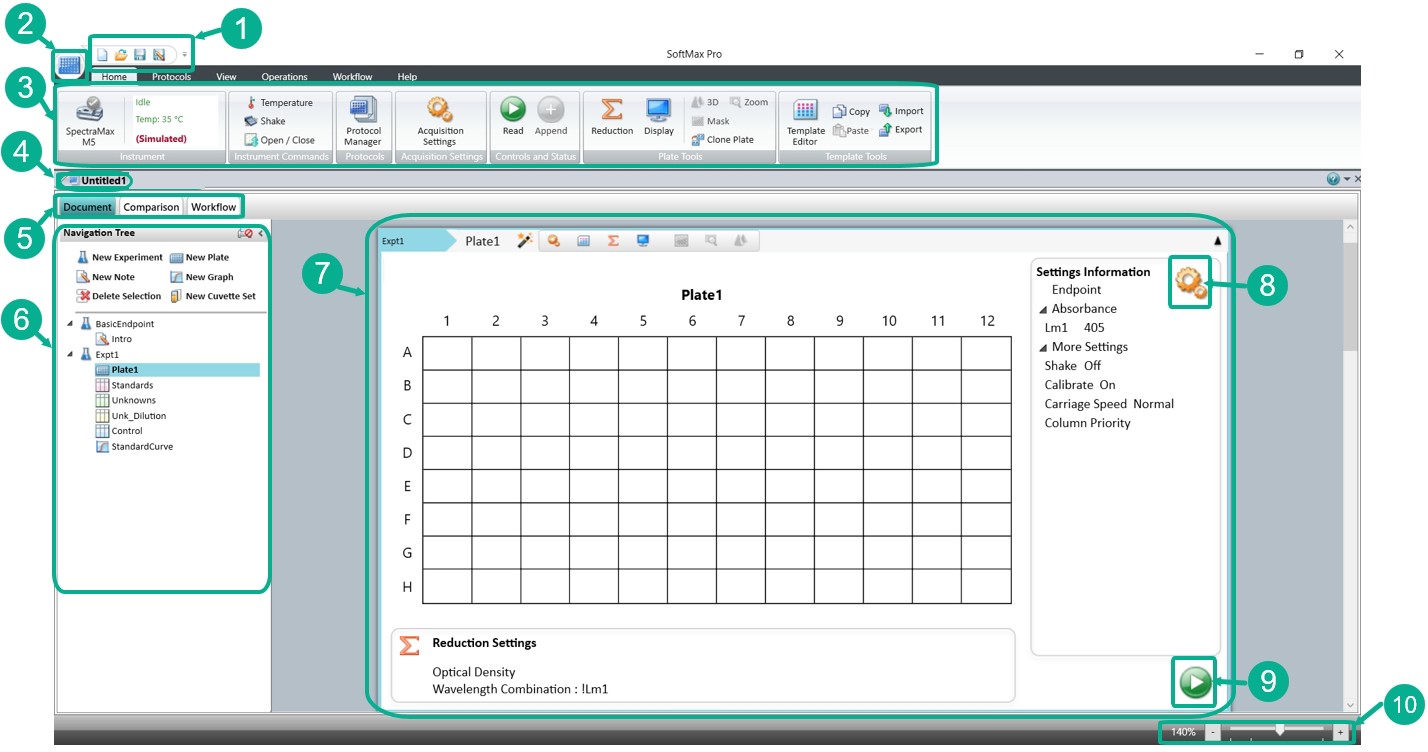 2
1
SoftMax Pro
Home Protocols View Operations Workflow Help
3
SpectraMax
M5
Idle
Temp: 35 °C
(Simulated)
Instrument
Temperature
Shake
Open / Close
Instrument Commands
Protocol
Manager
Protocols
Acquisition
Settings
Acquisition Settings
Read Append
Controls and Status
Reduction Display
3D Zoom
Mask
Clone Plate
Plate Tools
Template
Editor
Copy Import
Paste Export
Template Tools
4
Untitled1
5
Document Comparison Workflow
6
Navigation Tree
New Experiment New Plate
New Note New Graph
Delete Selection New Cuvette Set
BasicEndpoint
Intro
Expt1
Plate1
Standards
Unknowns
Unk_Dilution
Control
StandardCurve
7
Expt1 Plate1
Plate1
1 2 3 4 5 6 7 8 9 10 11 12
A
B
C
D
E
F
G
H
Settings Information
Endpoint
Absorbance
Lm1 405
More Settings
Shake Off
Calibrate On
Carriage Speed Normal
Column Priority
8
Reduction Settings
Optical Density
Wavelength Combination : !Lm1
9
10
140% - +